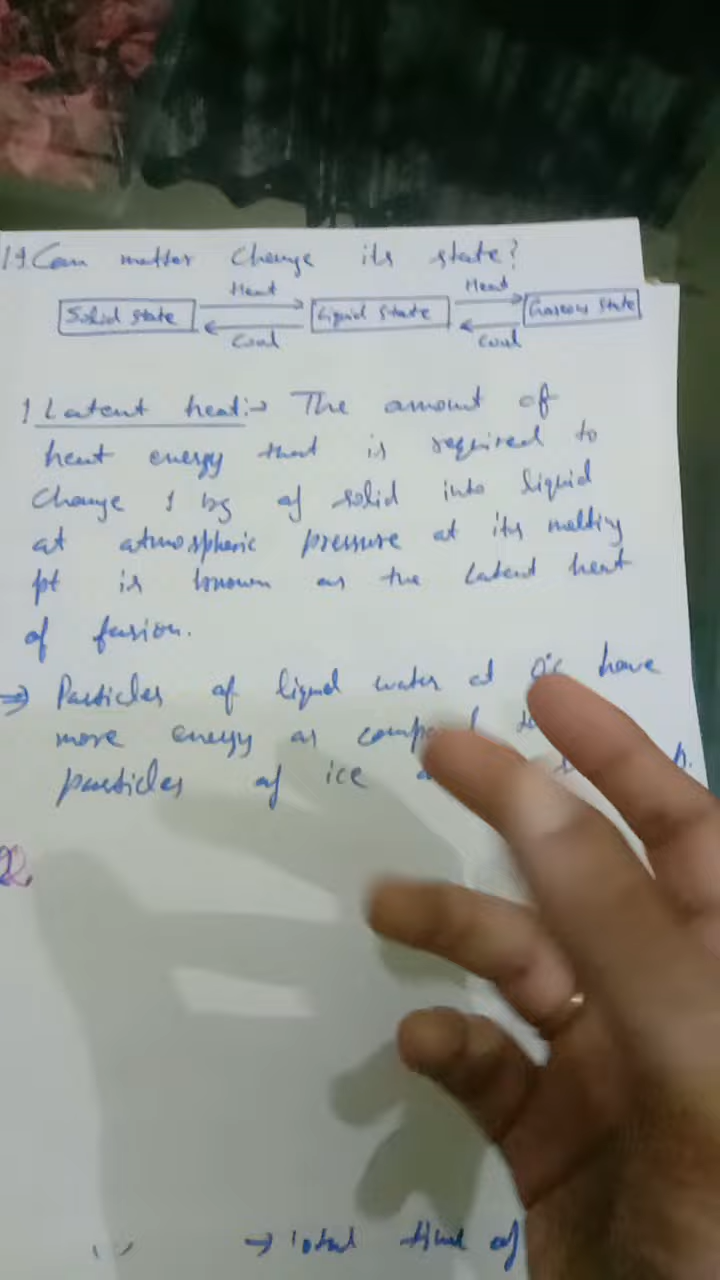 Can matter change its state?
Heat Heat
Solid state Liquid state Gaseous state
Cool Cool
1 Latent heat:→ The amount of
heat energy that is required to
change 1 kg of solid into liquid
at atmospheric pressure at its melting
pt is known as the latent heat
of fusion.
⇒ Particles of liquid water at 0°c have
more energy as comp
particles of ice
→ Total time of